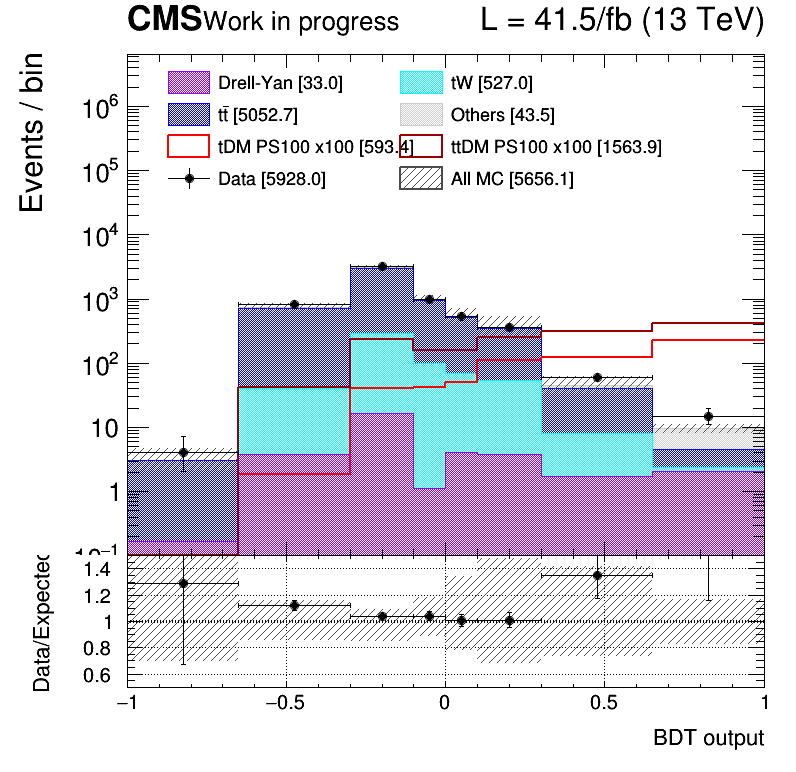 CMS Work in progress L = 41.5/fb (13 TeV)
Events / bin
Drell-Yan [33.0] tW [527.0]
tt̄ [5052.7] Others [43.5]
tDM PS100 x100 [593.4] ttDM PS100 x100 [1563.9]
Data [5928.0] All MC [5656.1]
10⁶
10⁵
10⁴
10³
10²
10
1
10⁻¹
Data/Expected
1.4
1.2
1
0.8
0.6
−1 −0.5 0 0.5 1
BDT output